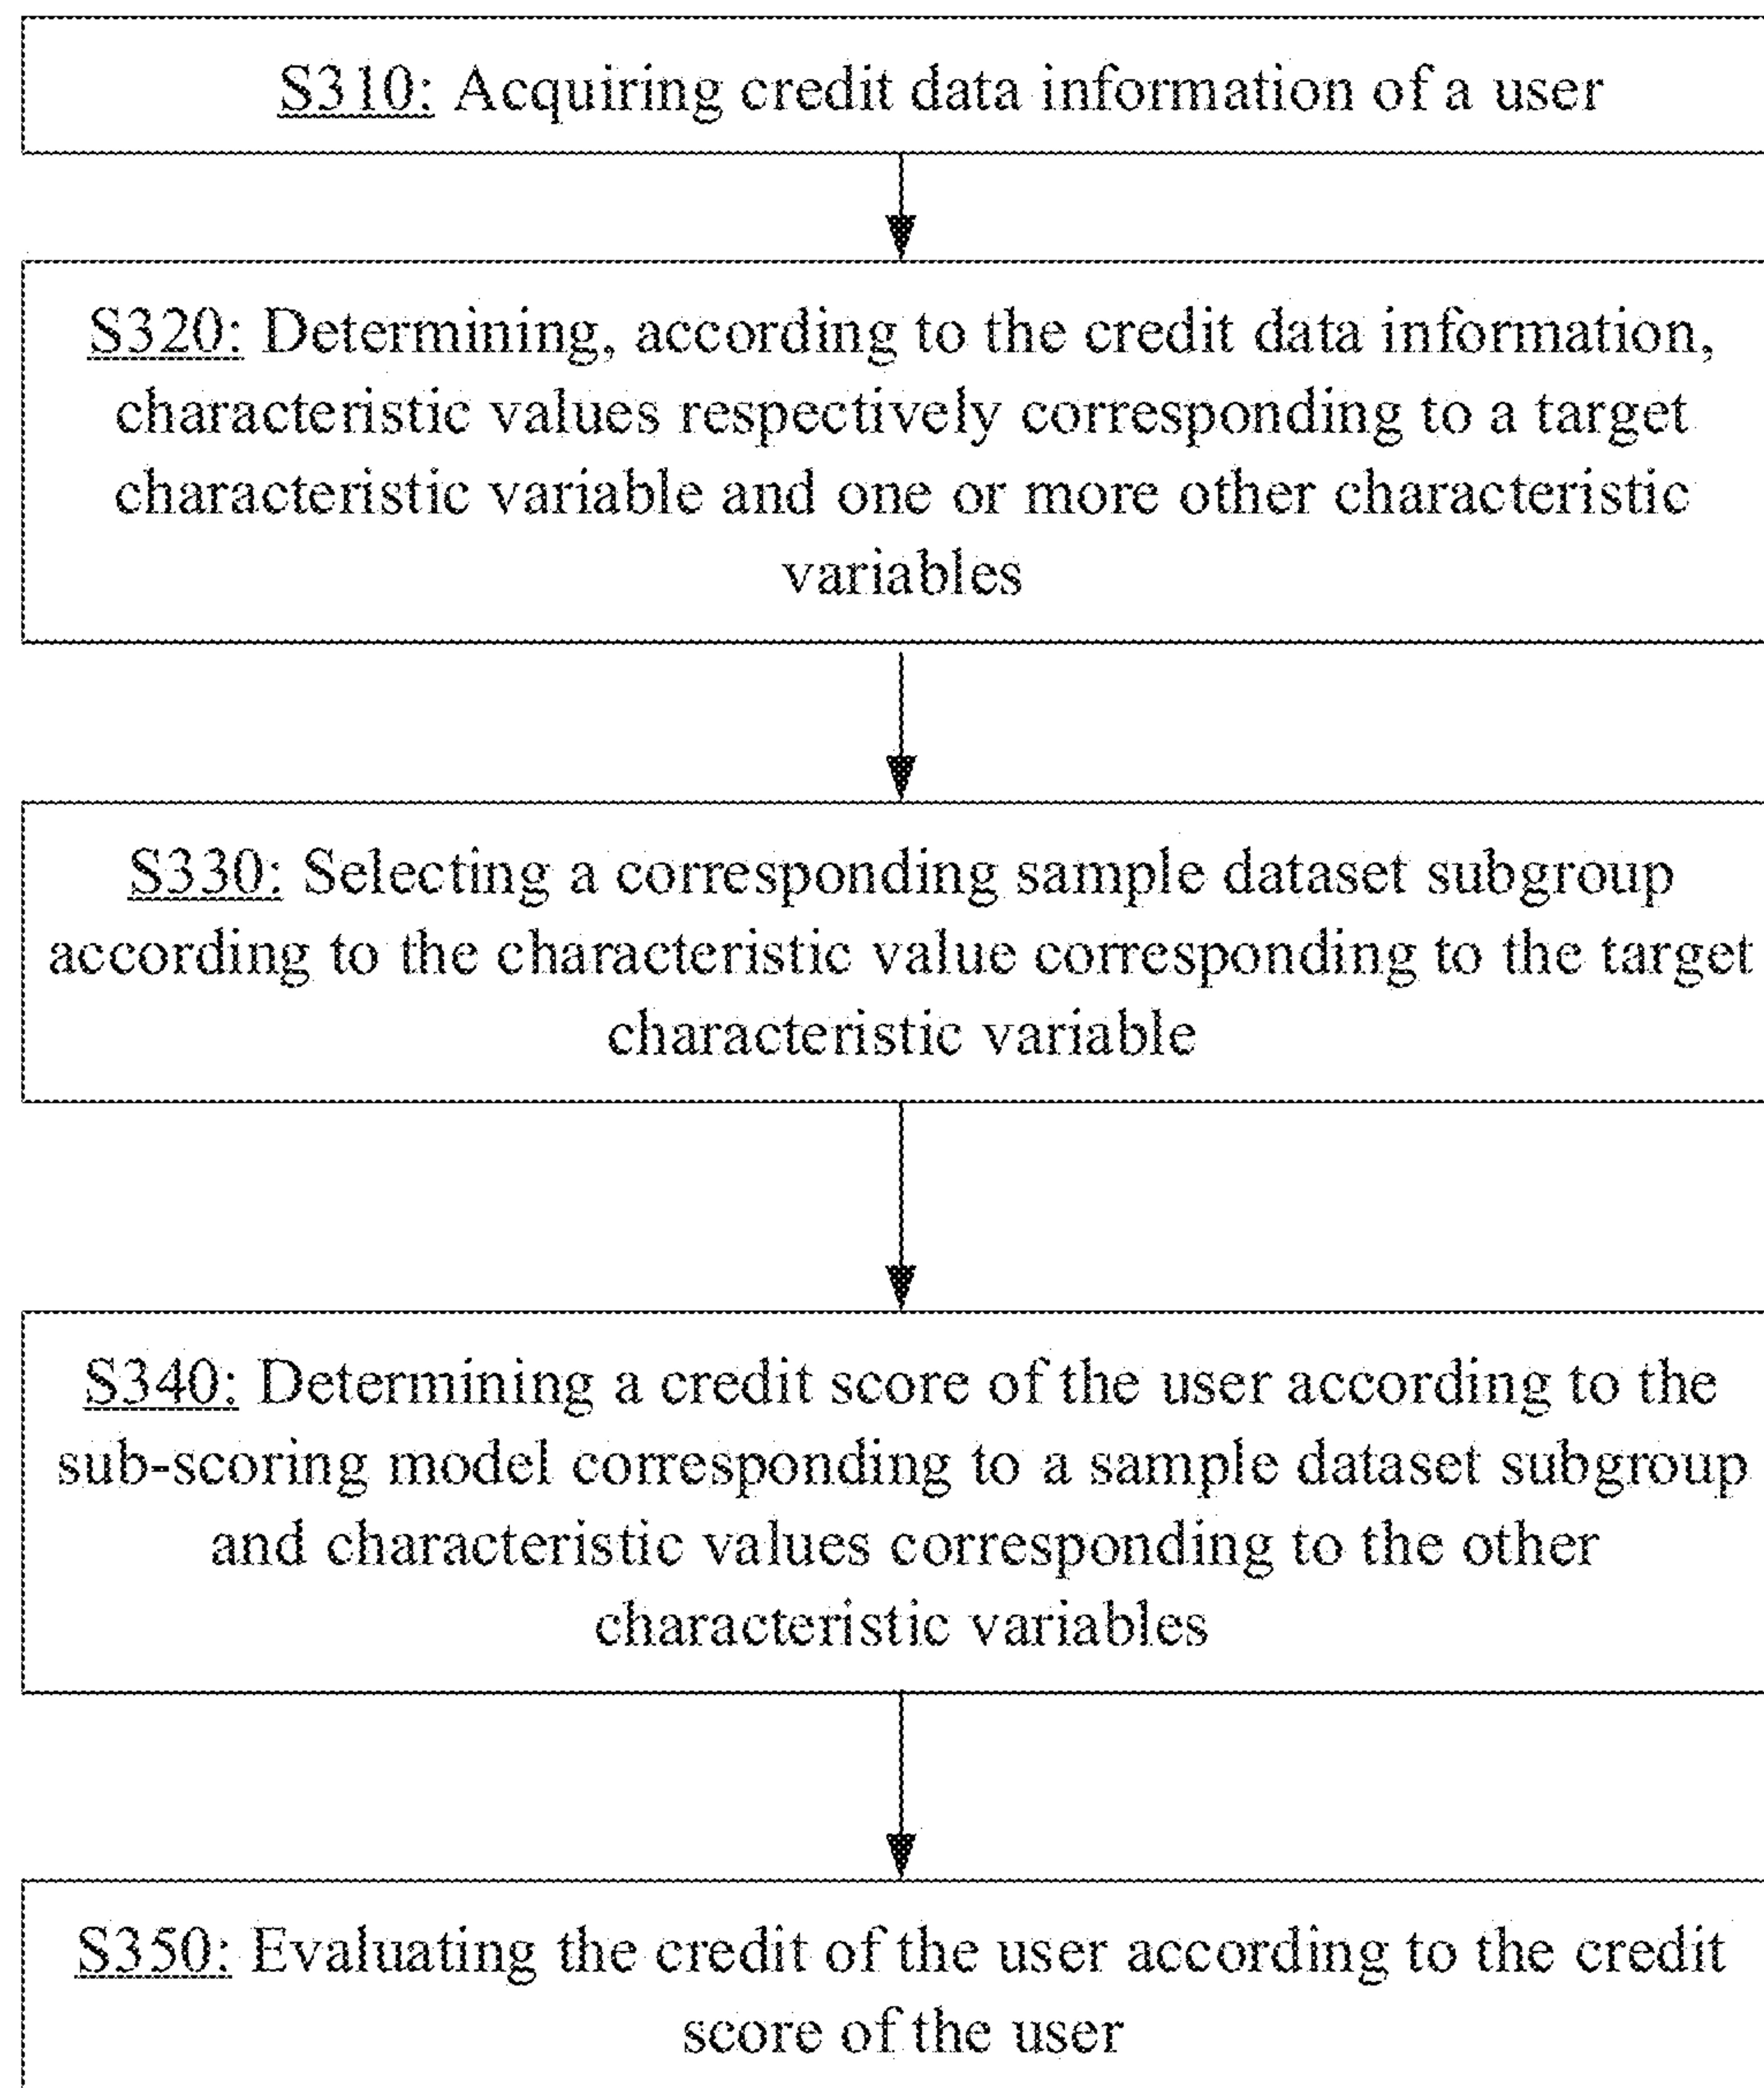 S310: Acquiring credit data information of a user
S320: Determining, according to the credit data information,
characteristic values respectively corresponding to a target
characteristic variable and one or more other characteristic
variables
S330: Selecting a corresponding sample dataset subgroup
according to the characteristic value corresponding to the target
characteristic variable
S340: Determining a credit score of the user according to the
sub-scoring model corresponding to a sample dataset subgroup
and characteristic values corresponding to the other
characteristic variables
S350: Evaluating the credit of the user according to the credit
score of the user